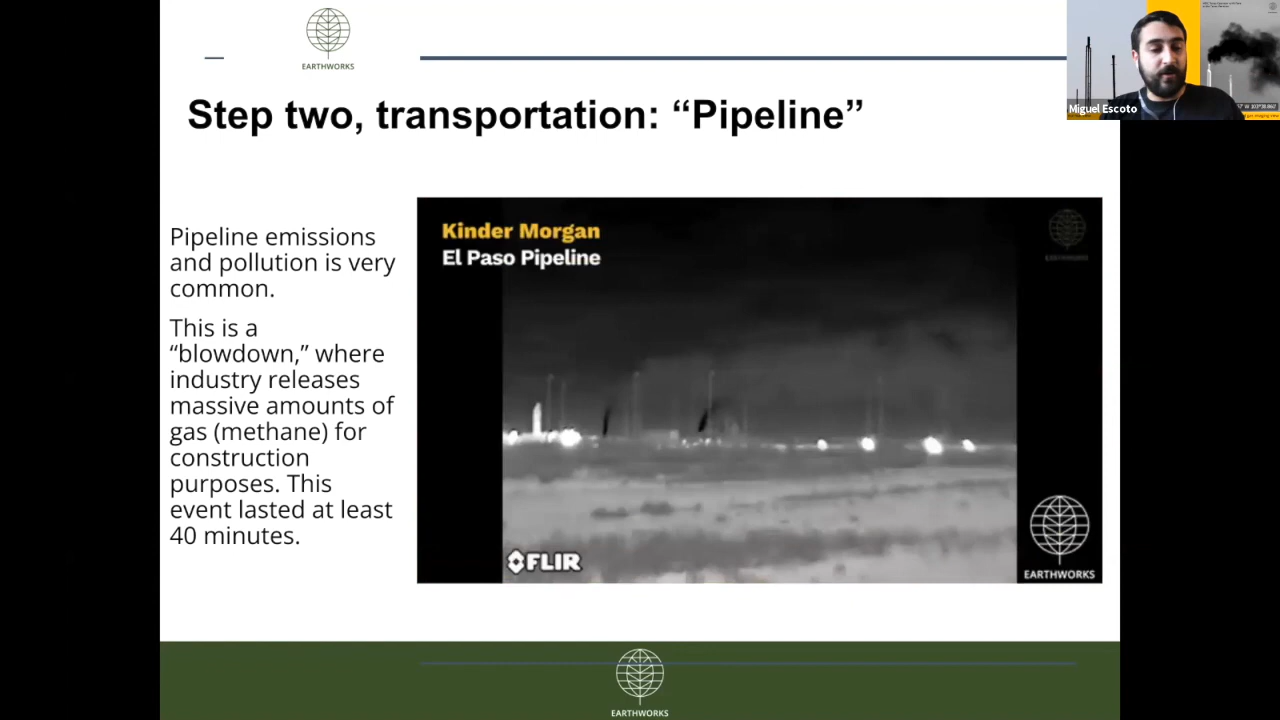 EARTHWORKS
Miguel Escoto
Step two, transportation: “Pipeline”
Pipeline emissions
and pollution is very
common.
This is a
“blowdown,” where
industry releases
massive amounts of
gas (methane) for
construction
purposes. This
event lasted at least
40 minutes.
Kinder Morgan
El Paso Pipeline
FLIR
EARTHWORKS
EARTHWORKS